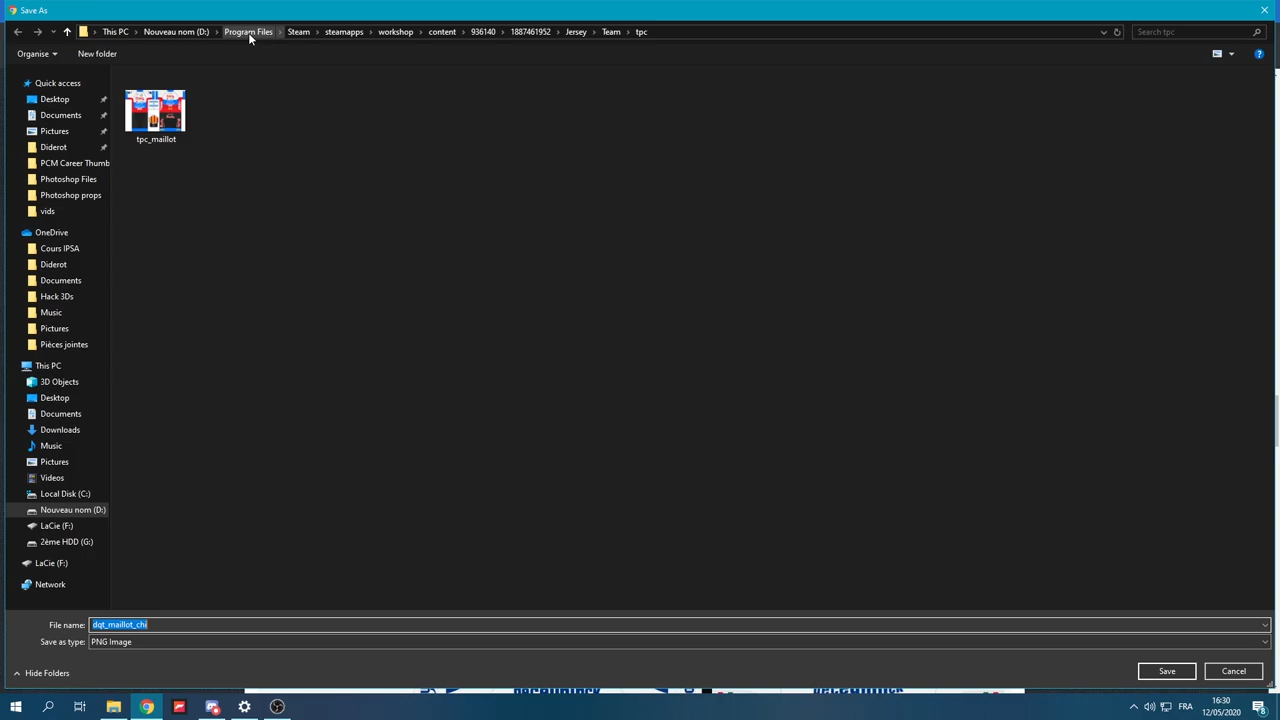 Save As
This PC › Nouveau nom (D:) › Program Files › Steam › steamapps › workshop › content › 936140 › 1887461952 › Jersey › Team › tpc
Search tpc
Organise
New folder
Quick access
Desktop
Documents
Pictures
Diderot
PCM Career Thumb
Photoshop Files
Photoshop props
vids
OneDrive
Cours IPSA
Diderot
Documents
Hack 3Ds
Music
Pictures
Pièces jointes
This PC
3D Objects
Desktop
Documents
Downloads
Music
Pictures
Videos
Local Disk (C:)
Nouveau nom (D:)
LaCie (F:)
2ème HDD (G:)
LaCie (F:)
Network
tpc_maillot
File name:
dqt_maillot_chi
Save as type:
PNG Image
Hide Folders
Save
Cancel
FR
16:30
12/05/2020
8